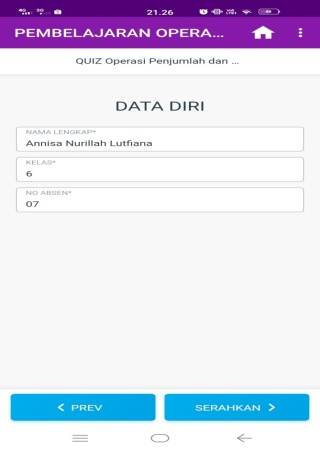 21.26
PEMBELAJARAN OPERA...
QUIZ Operasi Penjumlah dan ...
DATA DIRI
NAMA LENGKAP*
Annisa Nurillah Lutfiana
KELAS*
6
NO ABSEN*
07
PREV
SERAHKAN